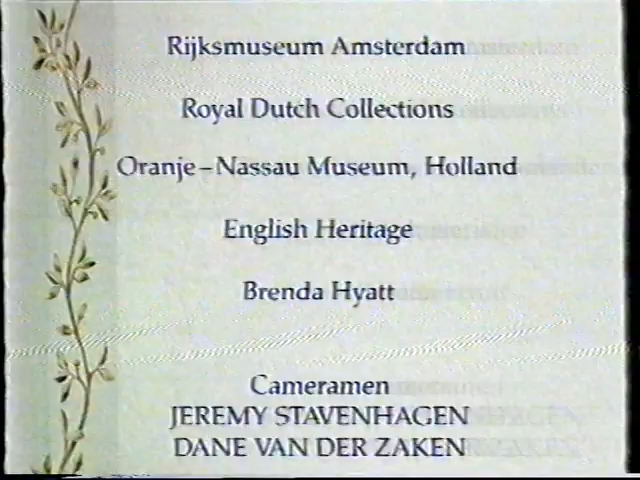 Rijksmuseum Amsterdam
Royal Dutch Collections
Oranje-Nassau Museum, Holland
English Heritage
Brenda Hyatt
Cameramen
JEREMY STAVENHAGEN
DANE VAN DER ZAKEN